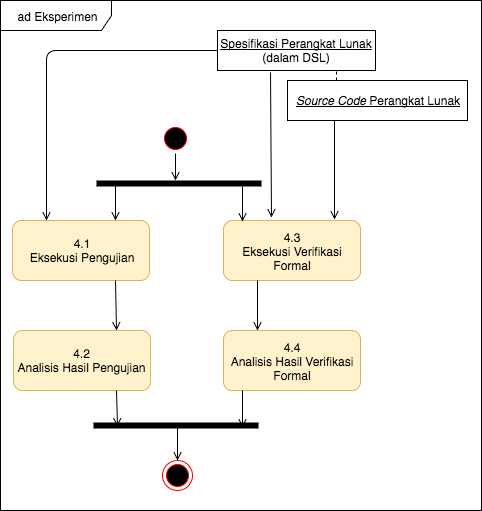 ad Eksperimen
Spesifikasi Perangkat Lunak
(dalam DSL)
Source Code Perangkat Lunak
4.1
Eksekusi Pengujian
4.3
Eksekusi Verifikasi
Formal
4.2
Analisis Hasil Pengujian
4.4
Analisis Hasil Verifikasi
Formal